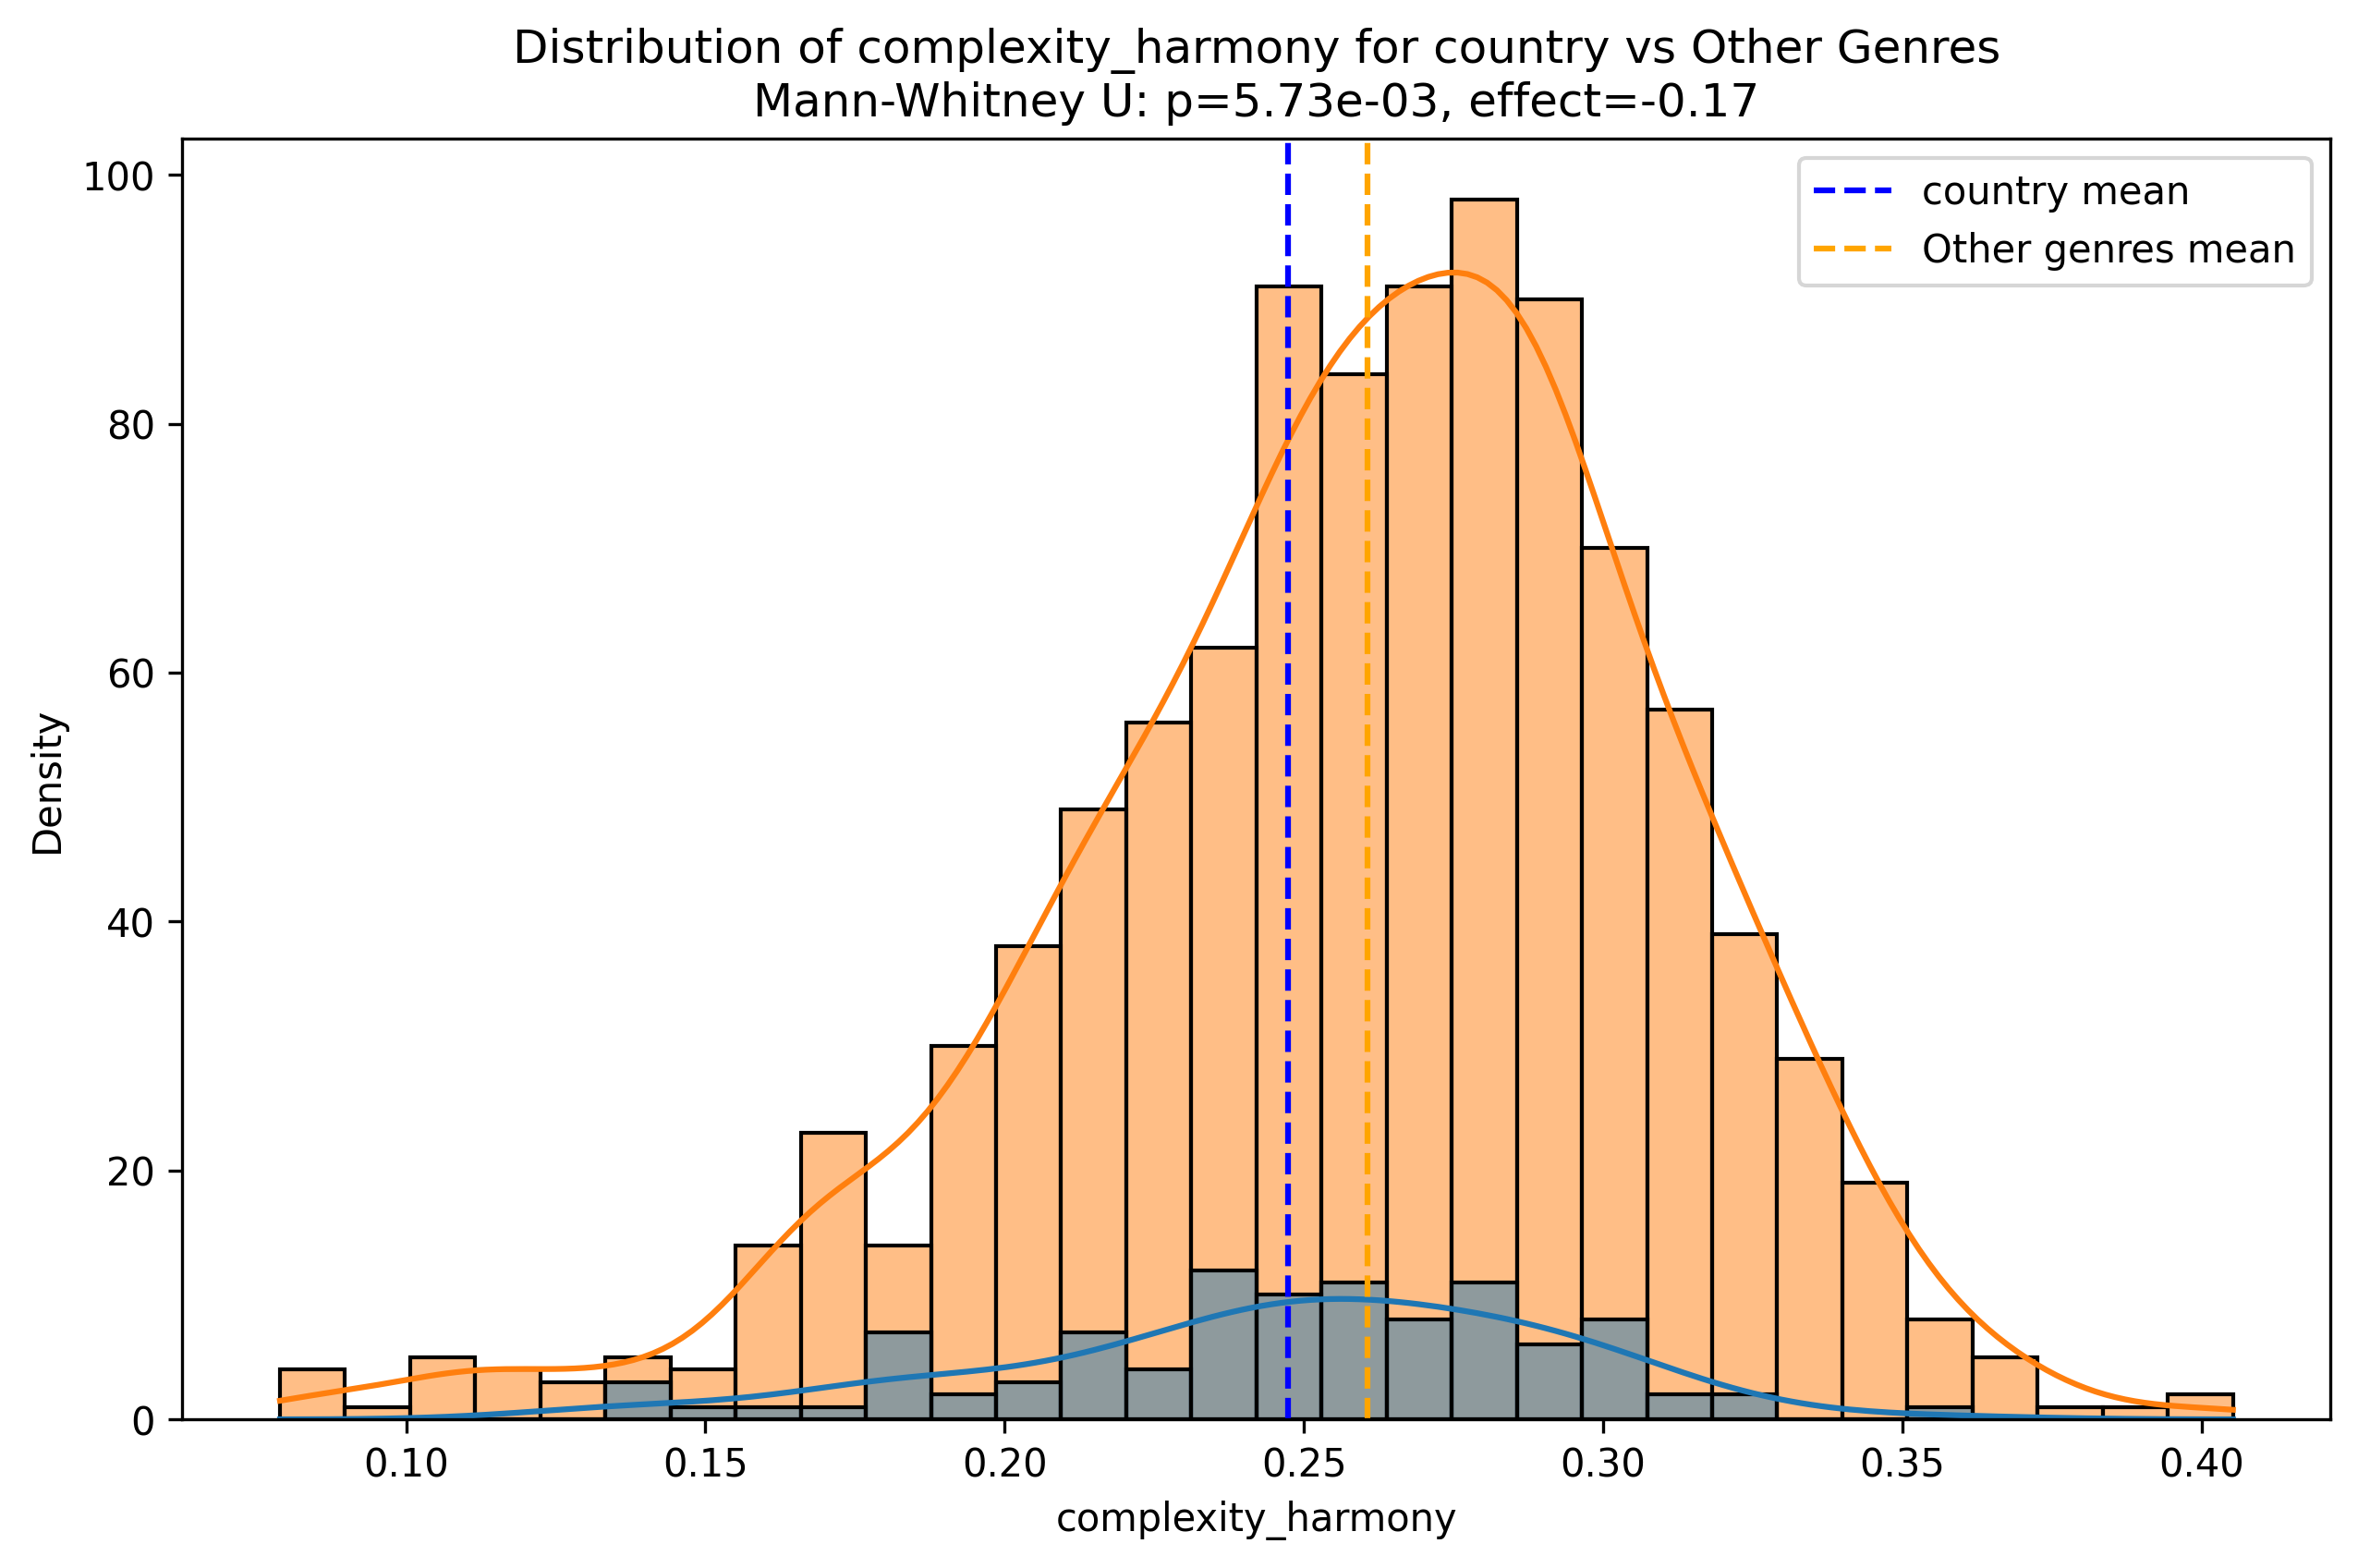 Distribution of complexity_harmony for country vs Other Genres
Mann-Whitney U: p=5.73e-03, effect=-0.17
country mean
Other genres mean
Density
100
80
60
40
20
0
0.10 0.15 0.20 0.25 0.30 0.35 0.40
complexity_harmony